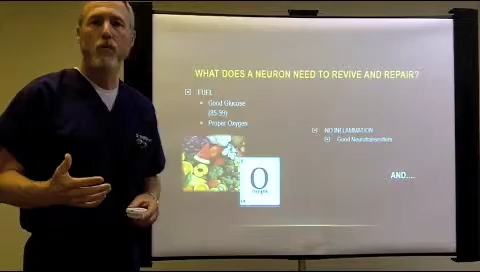 WHAT DOES A NEURON NEED TO REVIVE AND REPAIR?
FUEL
Good Glucose
(85-99)
Proper Oxygen
NO INFLAMMATION
Good Neurotransmitters
O
Oxygen
AND....